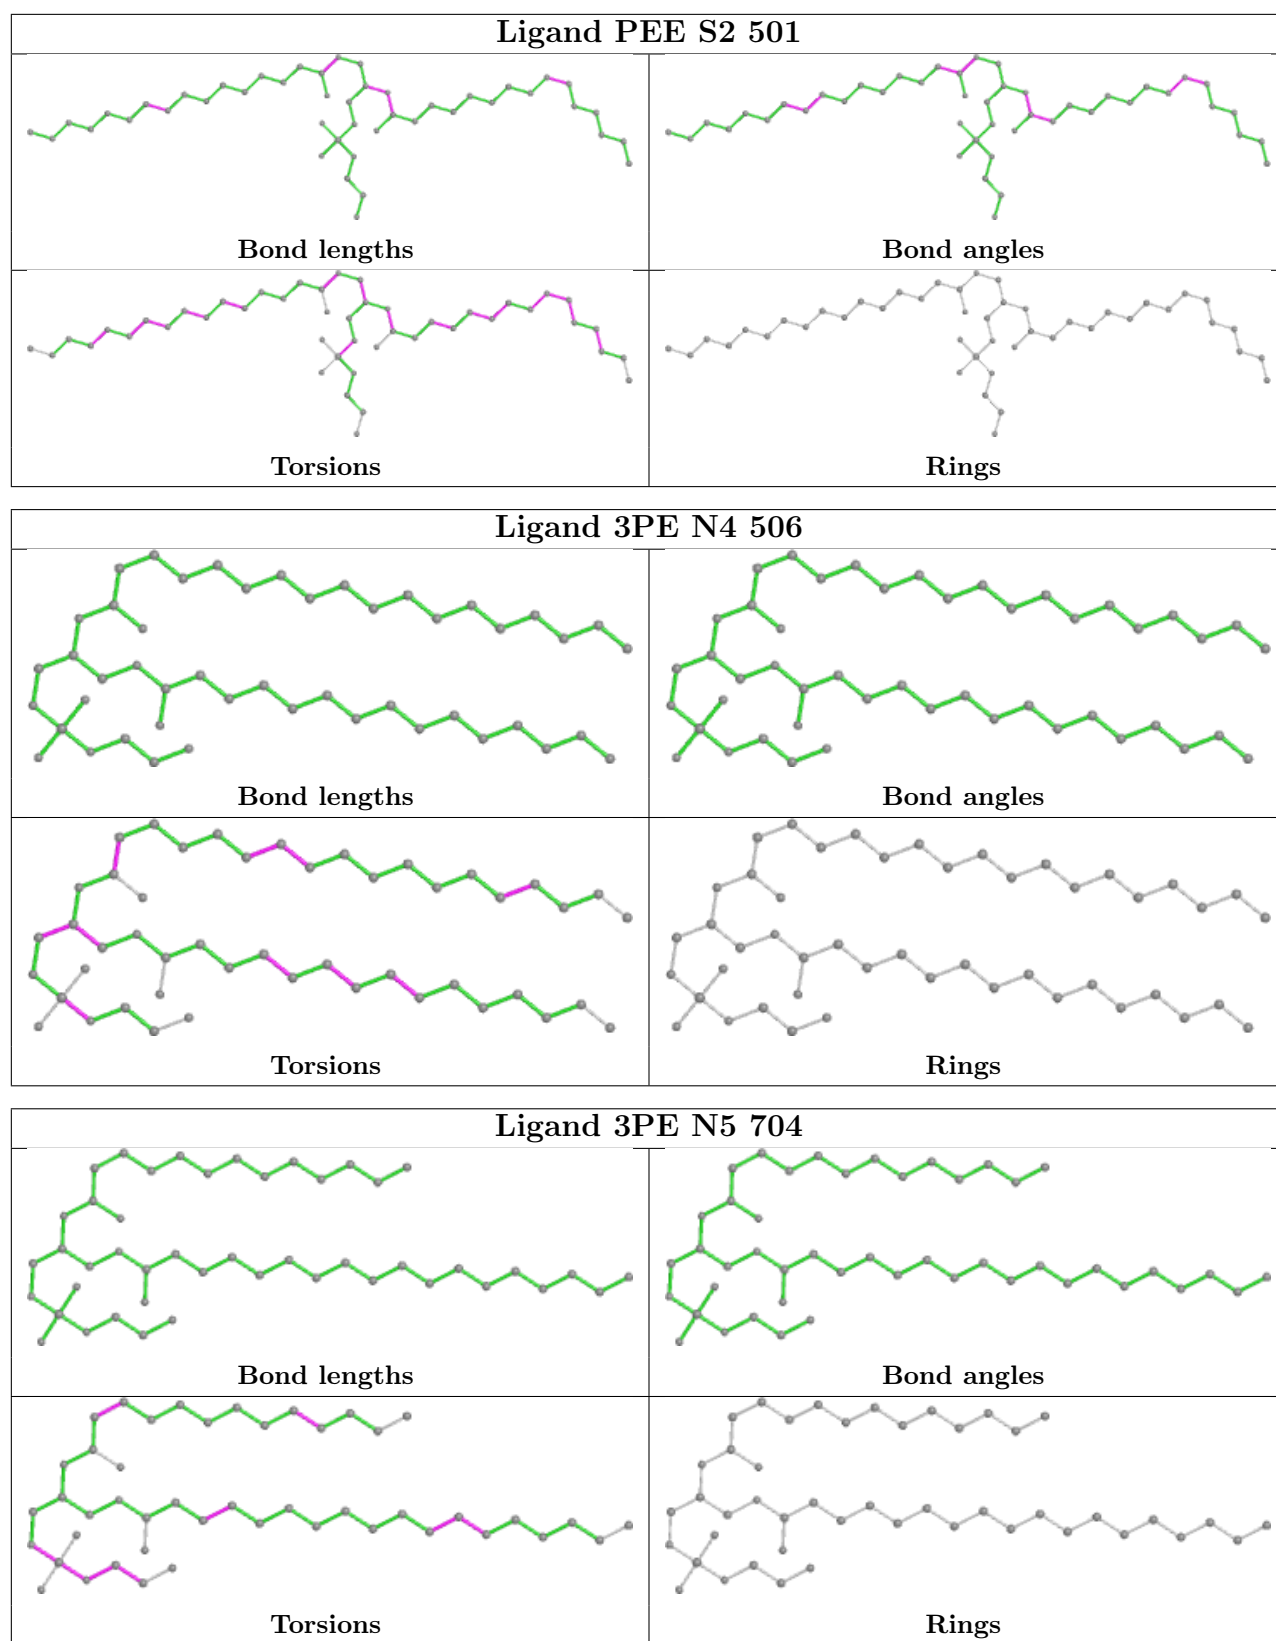 Ligand PEE S2 501
Bond lengths
Bond angles
Torsions
Rings
Ligand 3PE N4 506
Bond lengths
Bond angles
Torsions
Rings
Ligand 3PE N5 704
Bond lengths
Bond angles
Torsions
Rings